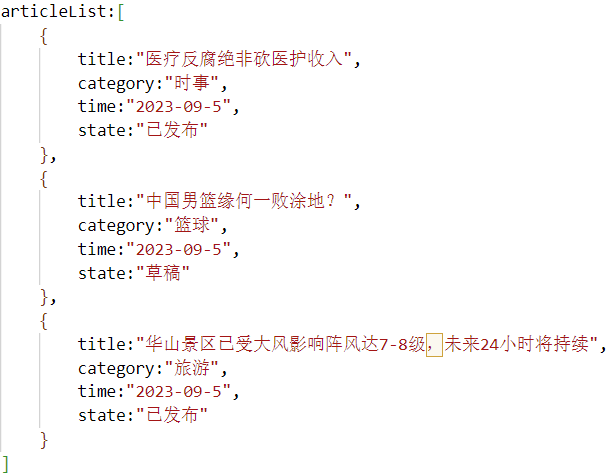 articleList:[
{
title:"医疗反腐绝非砍医护收入",
category:"时事",
time:"2023-09-5",
state:"已发布"
},
{
title:"中国男篮缘何一败涂地？",
category:"篮球",
time:"2023-09-5",
state:"草稿"
},
{
title:"华山景区已受大风影响阵风达7-8级，未来24小时将持续",
category:"旅游",
time:"2023-09-5",
state:"已发布"
}
]